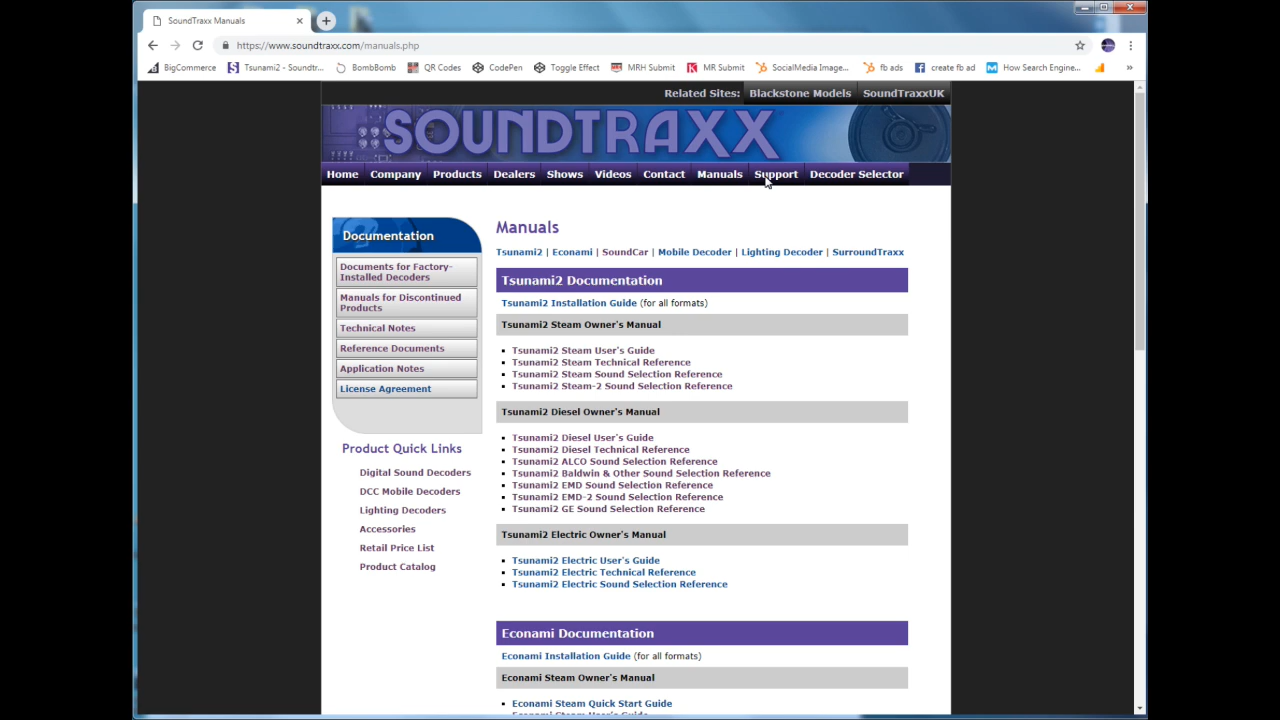 SoundTraxx Manuals
https://www.soundtraxx.com/manuals.php
BigCommerce Tsunami2 - Soundtr... BombBomb QR Codes CodePen Toggle Effect MRH Submit MR Submit SocialMedia Image... fb ads create fb ad How Search Engine...
Related Sites: Blackstone Models SoundTraxxUK
SOUNDTRAXX
Home Company Products Dealers Shows Videos Contact Manuals Support Decoder Selector
Documentation
Documents for Factory-
Installed Decoders
Manuals for Discontinued
Products
Technical Notes
Reference Documents
Application Notes
License Agreement
Product Quick Links
Digital Sound Decoders
DCC Mobile Decoders
Lighting Decoders
Accessories
Retail Price List
Product Catalog
Manuals
Tsunami2 | Econami | SoundCar | Mobile Decoder | Lighting Decoder | SurroundTraxx
Tsunami2 Documentation
Tsunami2 Installation Guide (for all formats)
Tsunami2 Steam Owner's Manual
Tsunami2 Steam User's Guide
Tsunami2 Steam Technical Reference
Tsunami2 Steam Sound Selection Reference
Tsunami2 Steam-2 Sound Selection Reference
Tsunami2 Diesel Owner's Manual
Tsunami2 Diesel User's Guide
Tsunami2 Diesel Technical Reference
Tsunami2 ALCO Sound Selection Reference
Tsunami2 Baldwin & Other Sound Selection Reference
Tsunami2 EMD Sound Selection Reference
Tsunami2 EMD-2 Sound Selection Reference
Tsunami2 GE Sound Selection Reference
Tsunami2 Electric Owner's Manual
Tsunami2 Electric User's Guide
Tsunami2 Electric Technical Reference
Tsunami2 Electric Sound Selection Reference
Econami Documentation
Econami Installation Guide (for all formats)
Econami Steam Owner's Manual
Econami Steam Quick Start Guide
Econami Steam User's Guide